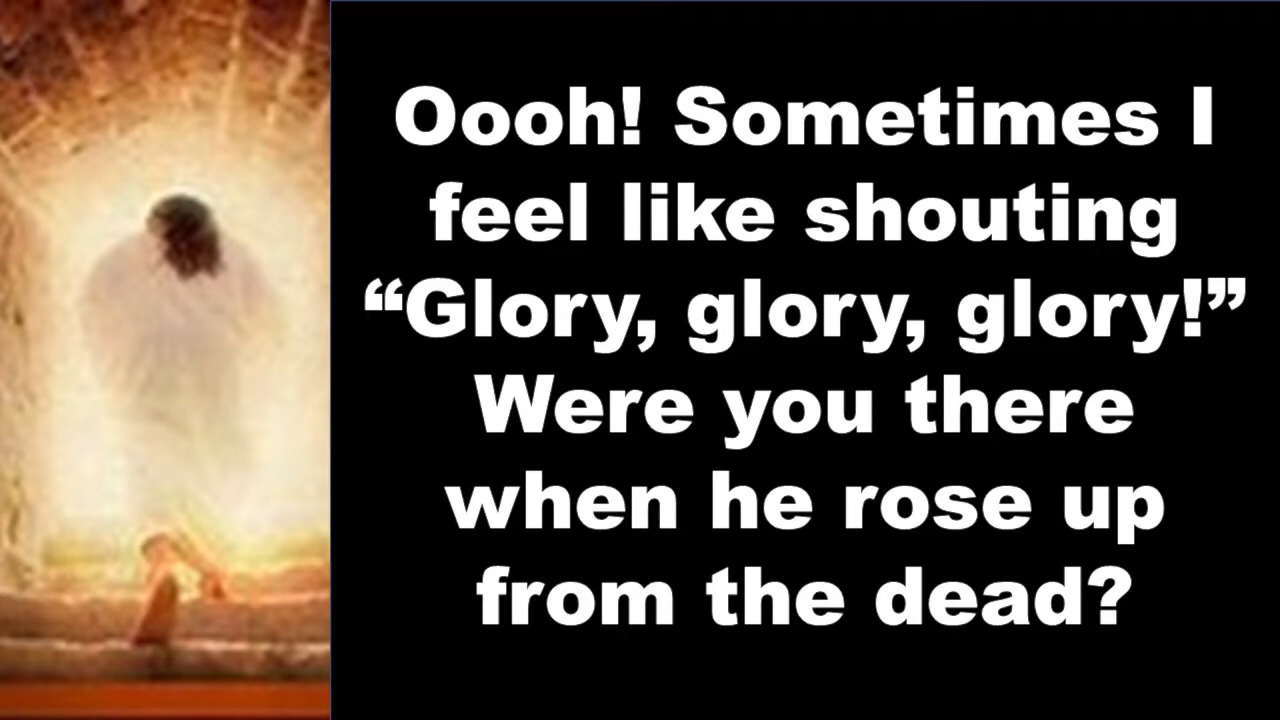 Oooh! Sometimes I
feel like shouting
“Glory, glory, glory!”
Were you there
when he rose up
from the dead?